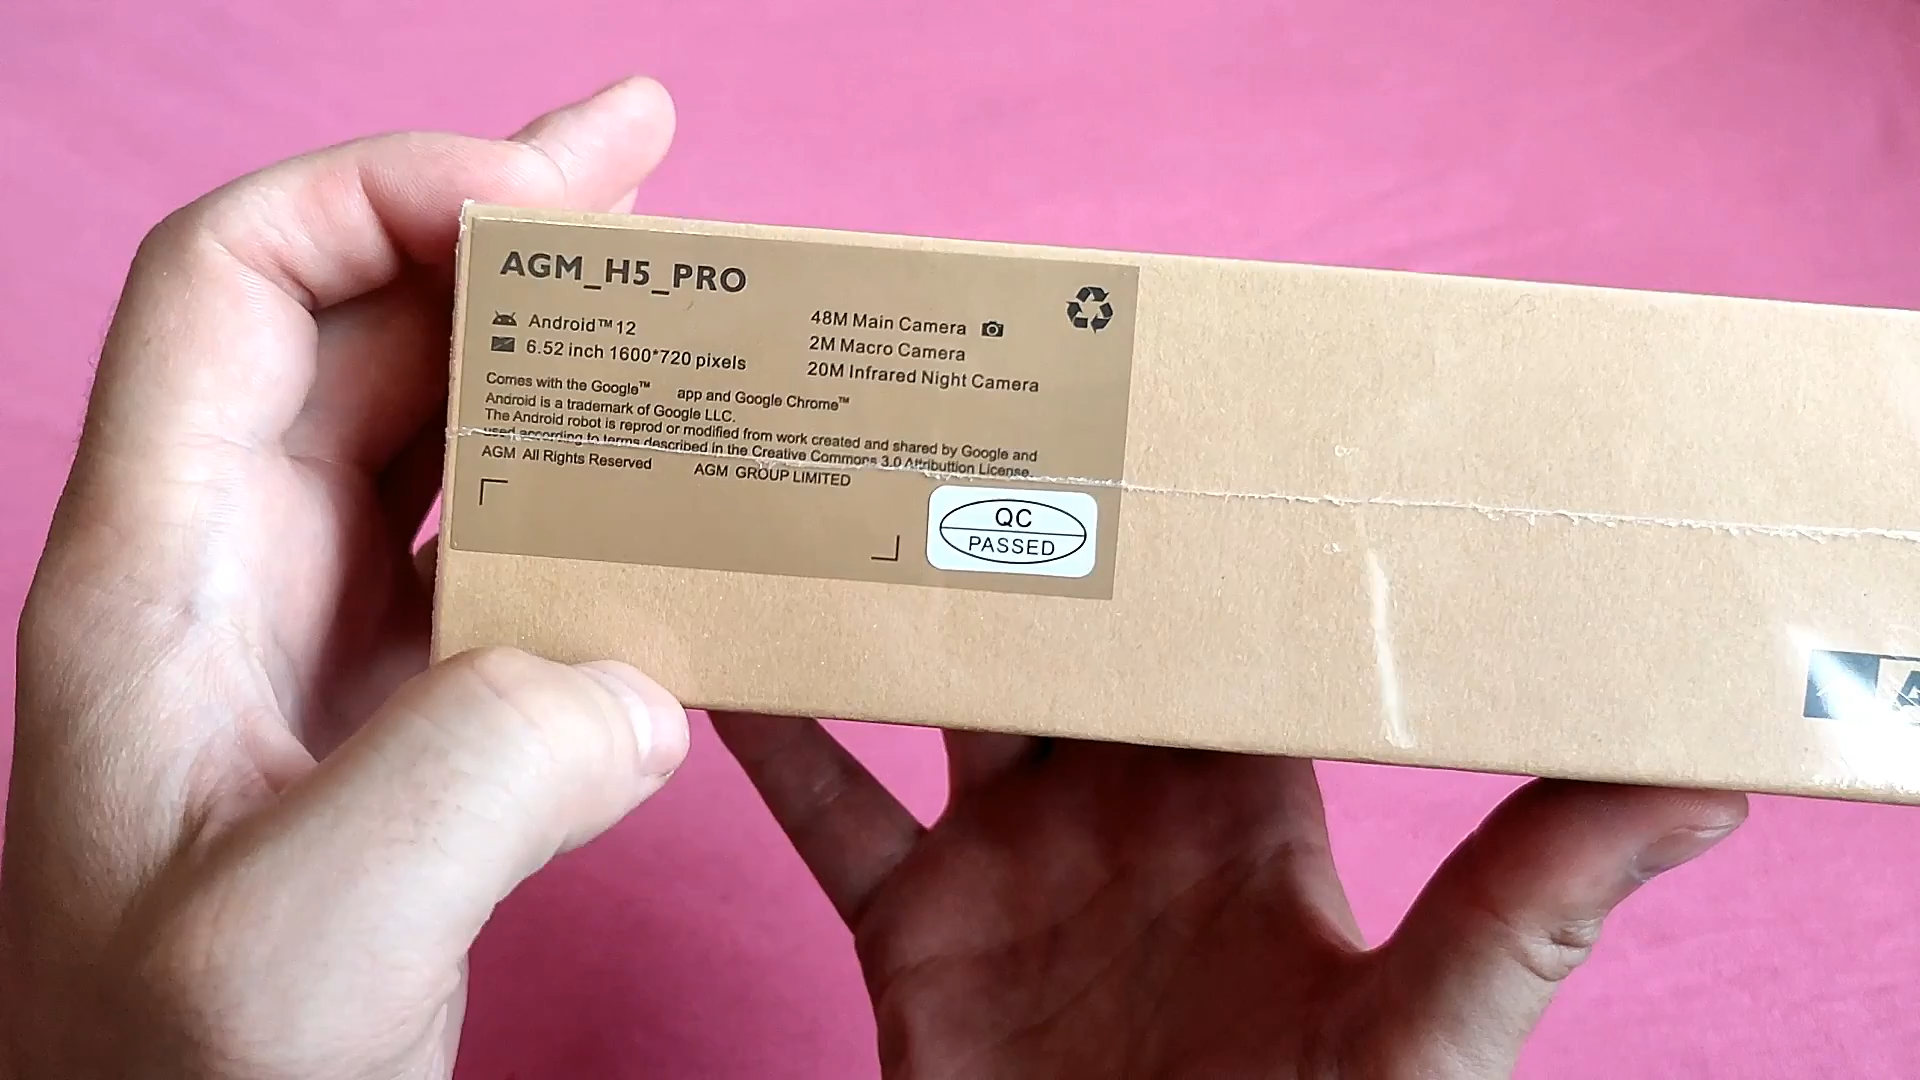 AGM_H5_PRO
Android™ 12
6.52 inch 1600*720 pixels
48M Main Camera
2M Macro Camera
20M Infrared Night Camera
Comes with the Google™ app and Google Chrome™
Android is a trademark of Google LLC.
The Android robot is reprod or modified from work created and shared by Google and
used according to terms described in the Creative Commons 3.0 Attributtion License.
AGM All Rights Reserved AGM GROUP LIMITED
QC
PASSED